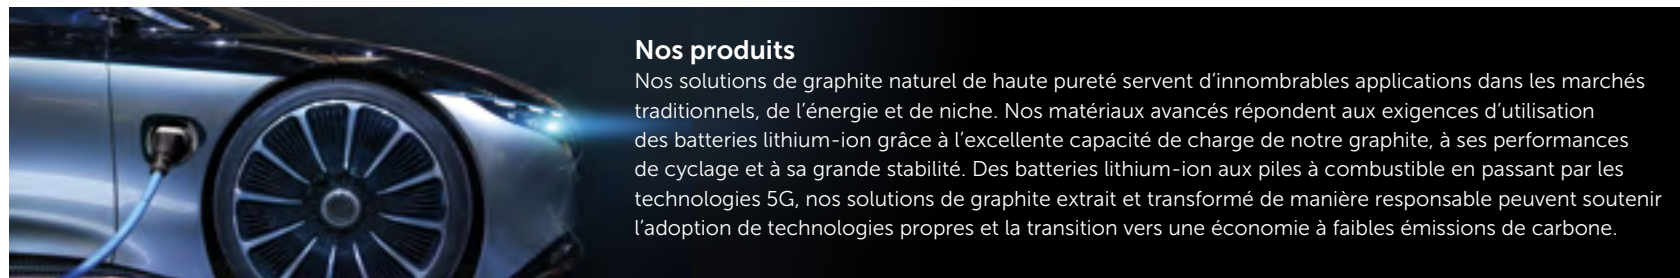 Nos produits
Nos solutions de graphite naturel de haute pureté servent d’innombrables applications dans les marchés
traditionnels, de l’énergie et de niche. Nos matériaux avancés répondent aux exigences d’utilisation
des batteries lithium-ion grâce à l’excellente capacité de charge de notre graphite, à ses performances
de cyclage et à sa grande stabilité. Des batteries lithium-ion aux piles à combustible en passant par les
technologies 5G, nos solutions de graphite extrait et transformé de manière responsable peuvent soutenir
l’adoption de technologies propres et la transition vers une économie à faibles émissions de carbone.